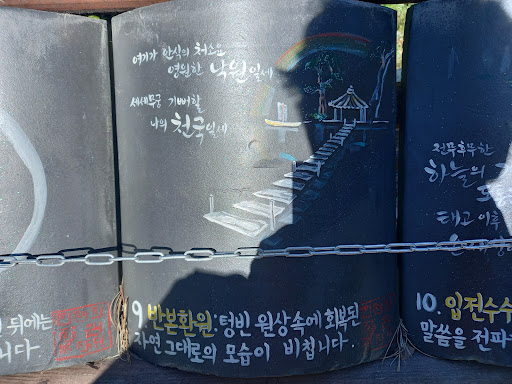 여기가 안식의 처소요
영원한 낙원일세
세세무궁 기뻐할
나의 천국일세
9. 반본환원: 텅빈 원상속에 회복된
자연 그대로의 모습이 비칩니다.
뒤에는
니다.
전무후무한
하늘의
태고 이후
10. 입전수수
말씀을 전파